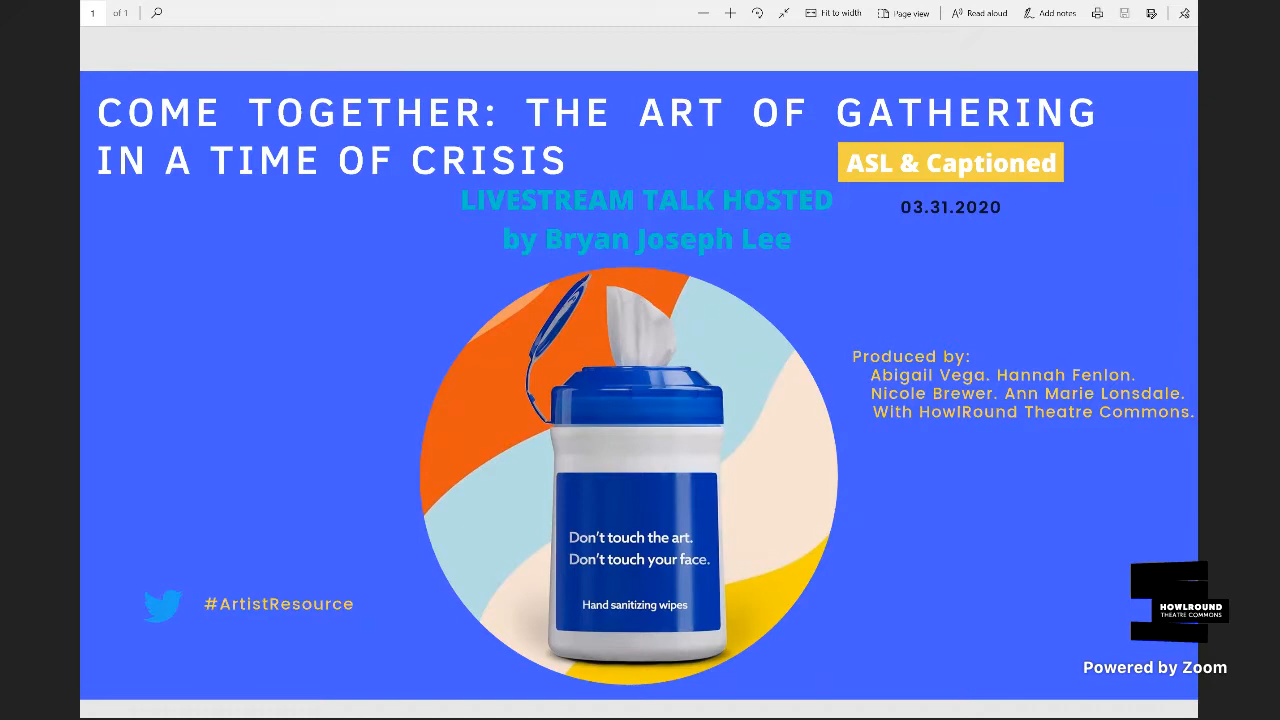 1 of 1
Fit to width
Page view
Read aloud
Add notes
COME TOGETHER: THE ART OF GATHERING
IN A TIME OF CRISIS
ASL & Captioned
LIVESTREAM TALK HOSTED
by Bryan Joseph Lee
03.31.2020
Produced by:
Abigail Vega. Hannah Fenlon.
Nicole Brewer. Ann Marie Lonsdale.
With HowlRound Theatre Commons.
Don't touch the art.
Don't touch your face.
Hand sanitizing wipes
#ArtistResource
HOWLROUND
THEATRE COMMONS
Powered by Zoom